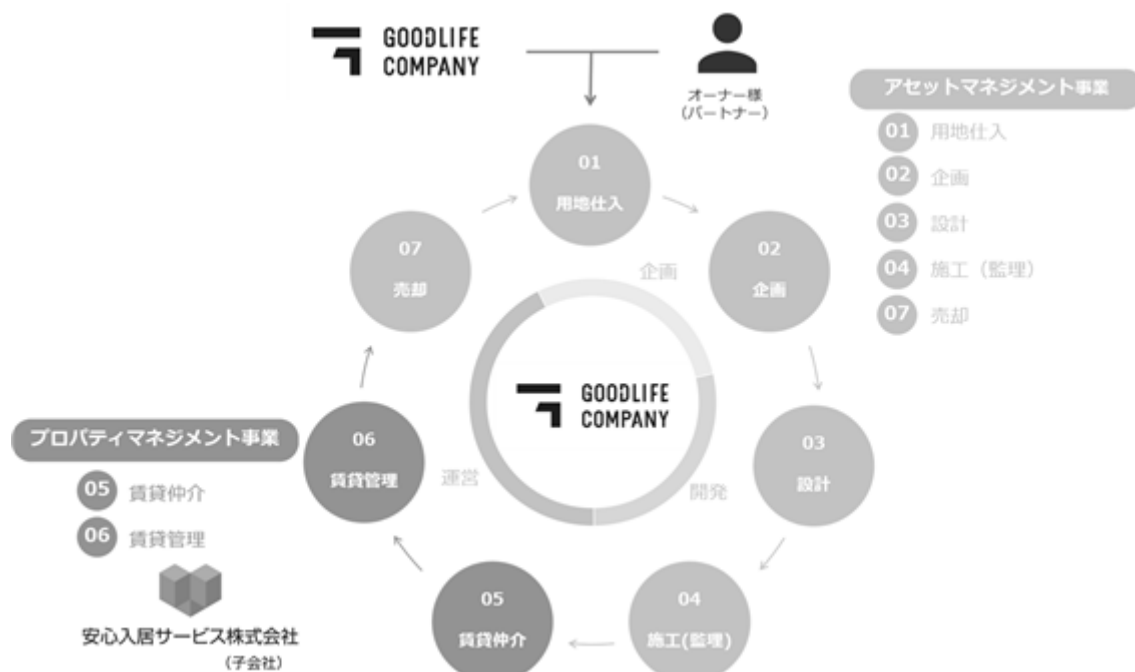 GOODLIFE
COMPANY
オーナー様
(パートナー)
アセットマネジメント事業
01 用地仕入
02 企画
03 設計
04 施工（監理）
07 売却
01
用地仕入
02
企画
03
設計
04
施工(監理)
05
賃貸仲介
06
賃貸管理
07
売却
企画
開発
運営
GOODLIFE
COMPANY
プロパティマネジメント事業
05 賃貸仲介
06 賃貸管理
安心入居サービス株式会社
(子会社)